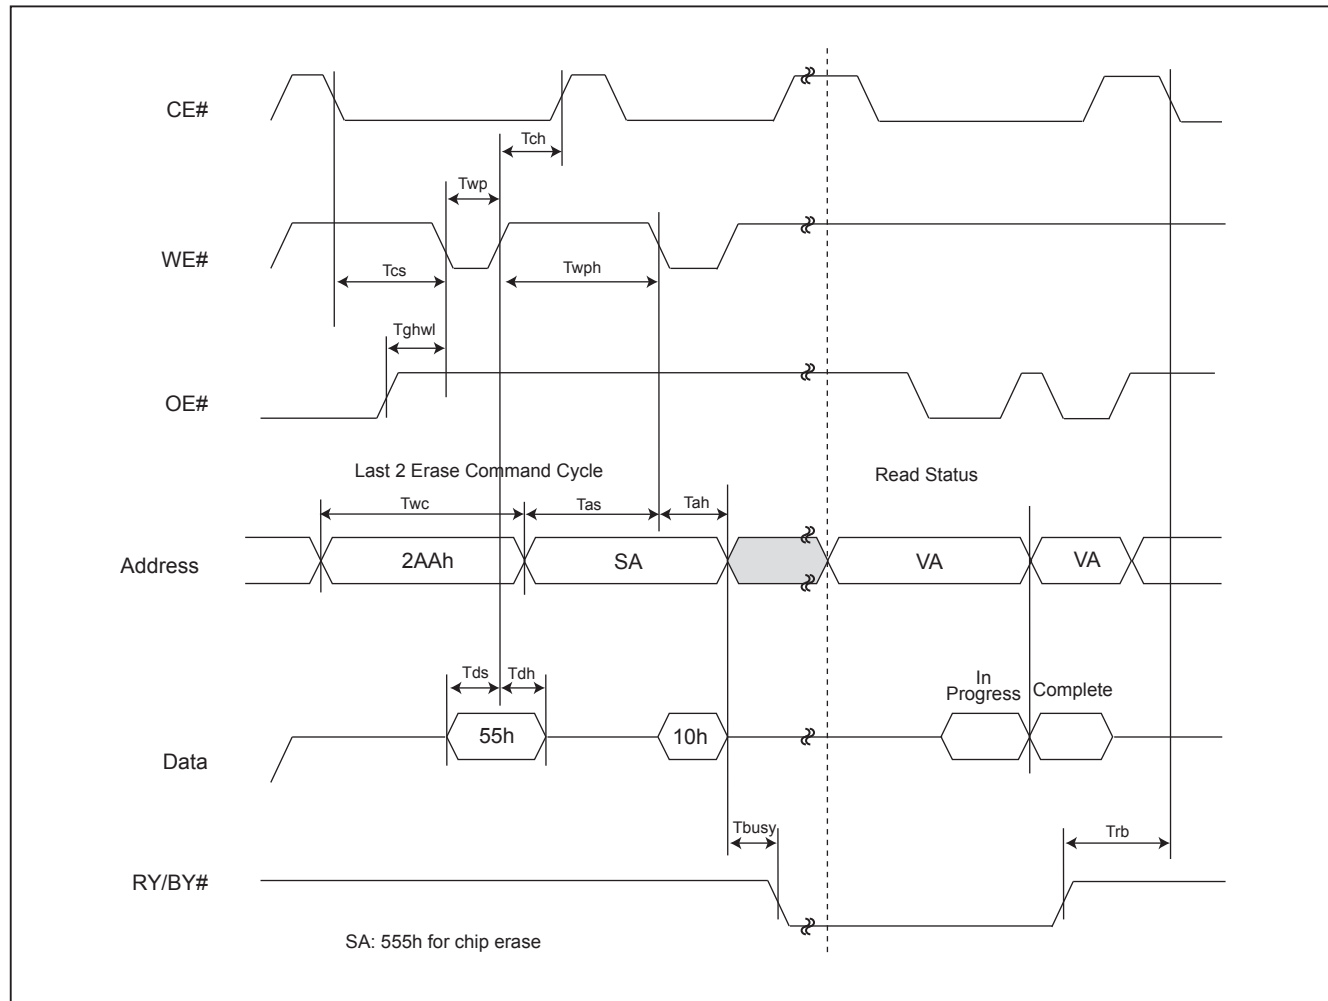 CE#
Tch
Twp
WE#
Tcs
Twph
Tghwl
OE#
Last 2 Erase Command Cycle
Read Status
Twc
Tas
Tah
Address
2AAh
SA
VA
VA
Tds
Tdh
In
Progress
Complete
Data
55h
10h
Tbusy
Trb
RY/BY#
SA: 555h for chip erase